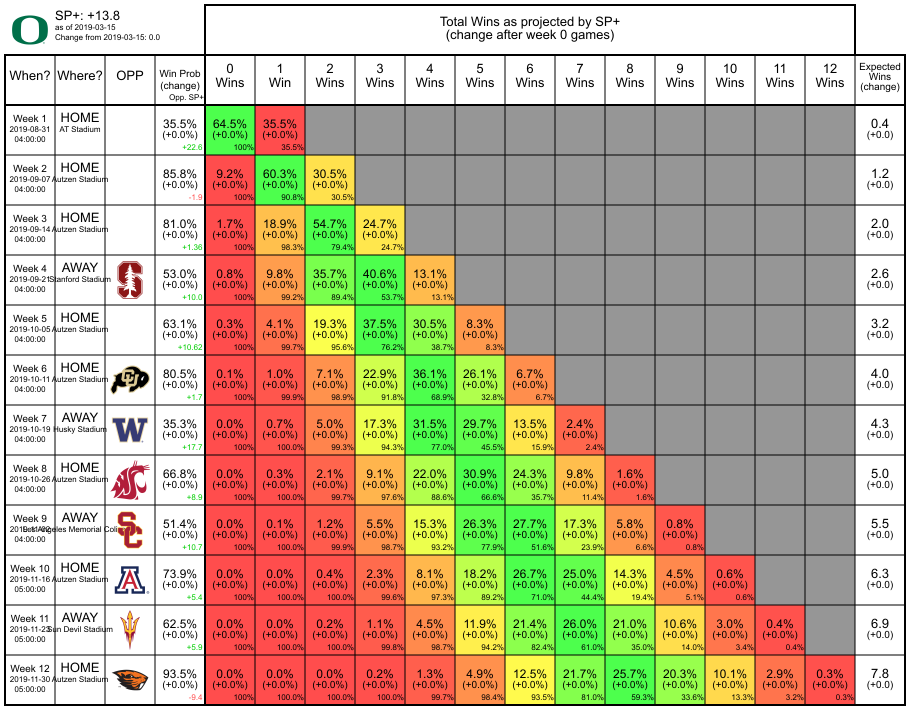 SP+: +13.8
as of 2019-03-15
Change from 2019-03-15: 0.0
Total Wins as projected by SP+
(change after week 0 games)
When? Where? OPP Win Prob (change) Opp. SP+ 0 Wins 1 Win 2 Wins 3 Wins 4 Wins 5 Wins 6 Wins 7 Wins 8 Wins 9 Wins 10 Wins 11 Wins 12 Wins Expected Wins (change)
Week 1 HOME 35.5% 64.5% 35.5% 0.4
2019-08-31 AT Stadium (+0.0%) (+0.0%) (+0.0%) (+0.0)
04:00:00 +22.6 100% 35.5%
Week 2 HOME 85.8% 9.2% 60.3% 30.5% 1.2
2019-09-07 Autzen Stadium (+0.0%) (+0.0%) (+0.0%) (+0.0%) (+0.0)
04:00:00 -1.9 100% 90.8% 30.5%
Week 3 HOME 81.0% 1.7% 18.9% 54.7% 24.7% 2.0
2019-09-14 Autzen Stadium (+0.0%) (+0.0%) (+0.0%) (+0.0%) (+0.0%) (+0.0)
04:00:00 +1.36 100% 98.3% 79.4% 24.7%
Week 4 AWAY S 53.0% 0.8% 9.8% 35.7% 40.6% 13.1% 2.6
2019-09-21 Stanford Stadium (+0.0%) (+0.0%) (+0.0%) (+0.0%) (+0.0%) (+0.0%) (+0.0)
04:00:00 +10.0 100% 99.2% 89.4% 53.7% 13.1%
Week 5 HOME 63.1% 0.3% 4.1% 19.3% 37.5% 30.5% 8.3% 3.2
2019-10-05 Autzen Stadium (+0.0%) (+0.0%) (+0.0%) (+0.0%) (+0.0%) (+0.0%) (+0.0%) (+0.0)
04:00:00 +10.62 100% 99.7% 95.6% 76.2% 38.7% 8.3%
Week 6 HOME CU 80.5% 0.1% 1.0% 7.1% 22.9% 36.1% 26.1% 6.7% 4.0
2019-10-11 Autzen Stadium (+0.0%) (+0.0%) (+0.0%) (+0.0%) (+0.0%) (+0.0%) (+0.0%) (+0.0%) (+0.0)
04:00:00 +1.7 100% 99.9% 98.9% 91.8% 68.9% 32.8% 6.7%
Week 7 AWAY W 35.3% 0.0% 0.7% 5.0% 17.3% 31.5% 29.7% 13.5% 2.4% 4.3
2019-10-19 Husky Stadium (+0.0%) (+0.0%) (+0.0%) (+0.0%) (+0.0%) (+0.0%) (+0.0%) (+0.0%) (+0.0%) (+0.0)
04:00:00 +17.7 100% 100.0% 99.3% 94.3% 77.0% 45.5% 15.9% 2.4%
Week 8 HOME 66.8% 0.0% 0.3% 2.1% 9.1% 22.0% 30.9% 24.3% 9.8% 1.6% 5.0
2019-10-26 Autzen Stadium (+0.0%) (+0.0%) (+0.0%) (+0.0%) (+0.0%) (+0.0%) (+0.0%) (+0.0%) (+0.0%) (+0.0%) (+0.0)
04:00:00 +8.9 100% 100.0% 99.7% 97.6% 88.6% 66.6% 35.7% 11.4% 1.6%
Week 9 AWAY SC 51.4% 0.0% 0.1% 1.2% 5.5% 15.3% 26.3% 27.7% 17.3% 5.8% 0.8% 5.5
Los Angeles Memorial (+0.0%) (+0.0%) (+0.0%) (+0.0%) (+0.0%) (+0.0%) (+0.0%) (+0.0%) (+0.0%) (+0.0%) (+0.0%) (+0.0)
04:00:00 +10.7 100% 100.0% 99.9% 98.7% 93.2% 77.9% 51.6% 23.9% 6.6% 0.8%
Week 10 HOME A 73.9% 0.0% 0.0% 0.4% 2.3% 8.1% 18.2% 26.7% 25.0% 14.3% 4.5% 0.6% 6.3
2019-11-16 Autzen Stadium (+0.0%) (+0.0%) (+0.0%) (+0.0%) (+0.0%) (+0.0%) (+0.0%) (+0.0%) (+0.0%) (+0.0%) (+0.0%) (+0.0%) (+0.0)
05:00:00 +5.4 100% 100.0% 100.0% 99.6% 97.3% 89.2% 71.0% 44.4% 19.4% 5.1% 0.6%
Week 11 AWAY 62.5% 0.0% 0.0% 0.2% 1.1% 4.5% 11.9% 21.4% 26.0% 21.0% 10.6% 3.0% 0.4% 6.9
2019-11-23 Sun Devil Stadium (+0.0%) (+0.0%) (+0.0%) (+0.0%) (+0.0%) (+0.0%) (+0.0%) (+0.0%) (+0.0%) (+0.0%) (+0.0%) (+0.0%) (+0.0%) (+0.0)
05:00:00 +5.9 100% 100.0% 100.0% 99.8% 98.7% 94.2% 82.4% 61.0% 35.0% 14.0% 3.4% 0.4%
Week 12 HOME 93.5% 0.0% 0.0% 0.0% 0.2% 1.3% 4.9% 12.5% 21.7% 25.7% 20.3% 10.1% 2.9% 0.3% 7.8
2019-11-30 Autzen Stadium (+0.0%) (+0.0%) (+0.0%) (+0.0%) (+0.0%) (+0.0%) (+0.0%) (+0.0%) (+0.0%) (+0.0%) (+0.0%) (+0.0%) (+0.0%) (+0.0%) (+0.0)
05:00:00 -9.4 100% 100.0% 100.0% 100.0% 99.7% 98.4% 93.5% 81.0% 59.3% 33.6% 13.3% 3.2% 0.3%